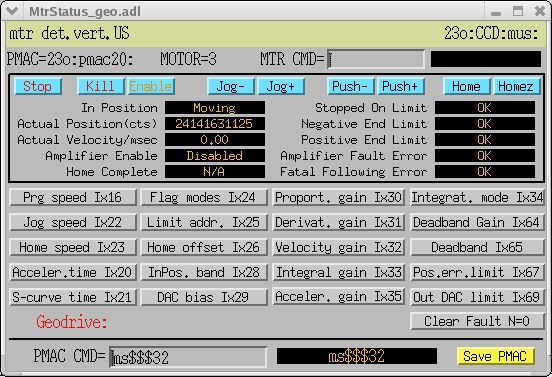 MtrStatus_geo.adl
mtr det.vert.US 23o:CCD:mus:
PMAC=23o:pmac20: MOTOR=3 MTR CMD=
Stop Kill Enable Jog- Jog+ Push- Push+ Home Homez
In Position Moving Stopped On Limit OK
Actual Position(cts) 24141631125 Negative End Limit OK
Actual Velocity/msec 0.00 Positive End Limit OK
Amplifier Enable Disabled Amplifier Fault Error OK
Home Complete N/A Fatal Following Error OK
Prg speed Ix16 Flag modes Ix24 Proport. gain Ix30 Integrat. mode Ix34
Jog speed Ix22 Limit addr. Ix25 Derivat. gain Ix31 Deadband Gain Ix64
Home speed Ix23 Home offset Ix26 Velocity gain Ix32 Deadband Ix65
Acceler.time Ix20 InPos. band Ix28 Integral gain Ix33 Pos.err.limit Ix67
S-curve time Ix21 DAC bias Ix29 Acceler. gain Ix35 Out DAC limit Ix69
Geodrive: Clear Fault N=0
PMAC CMD= ms$$$32 ms$$$32 Save PMAC